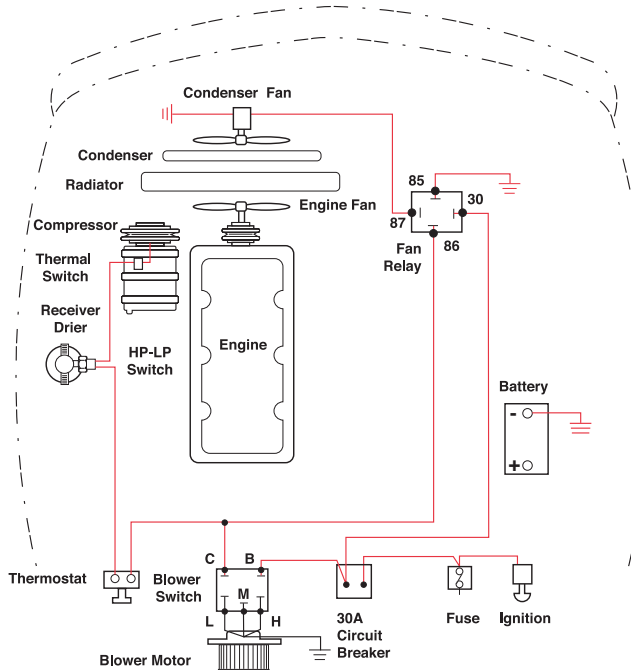 Condenser Fan
Condenser
Radiator
Engine Fan
85
30
87
86
Fan
Relay
Compressor
Thermal
Switch
Receiver
Drier
HP-LP
Switch
Engine
Battery
-
+
Thermostat
Blower
Switch
C
B
M
L
H
30A
Circuit
Breaker
Fuse
Ignition
Blower Motor